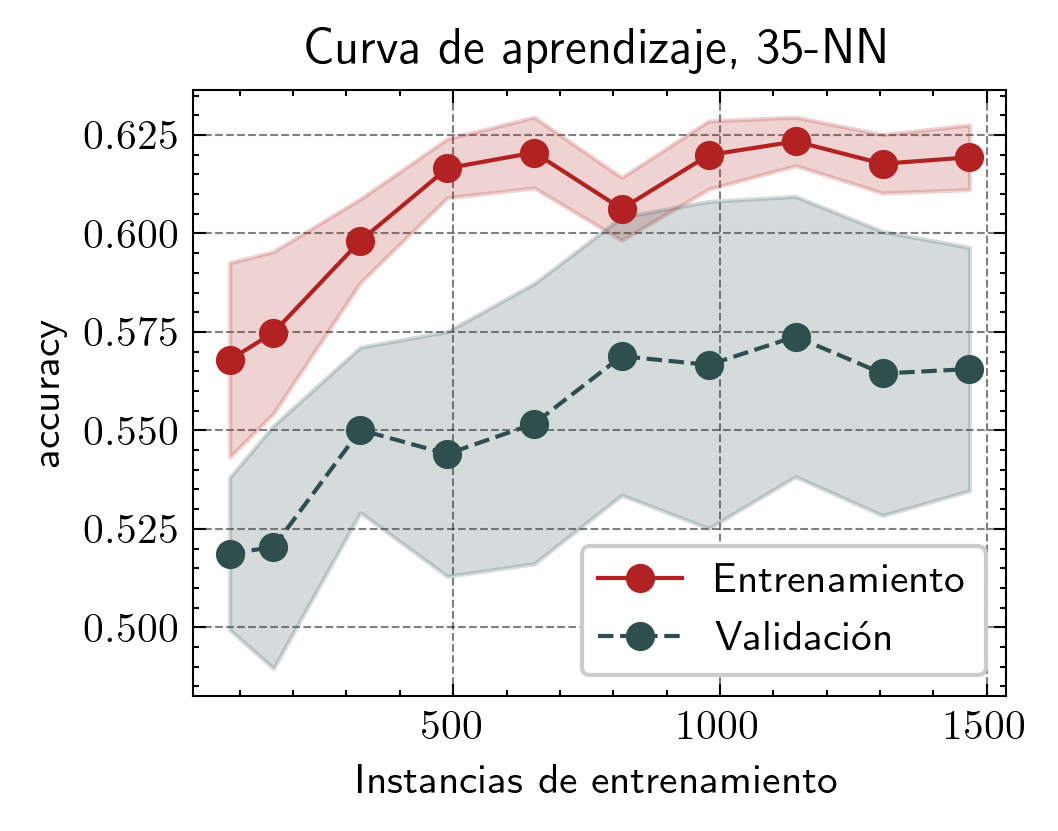 Curva de aprendizaje, 35-NN
0.625
0.600
0.575
0.550
0.525
0.500
accuracy
Entrenamiento
Validación
500 1000 1500
Instancias de entrenamiento